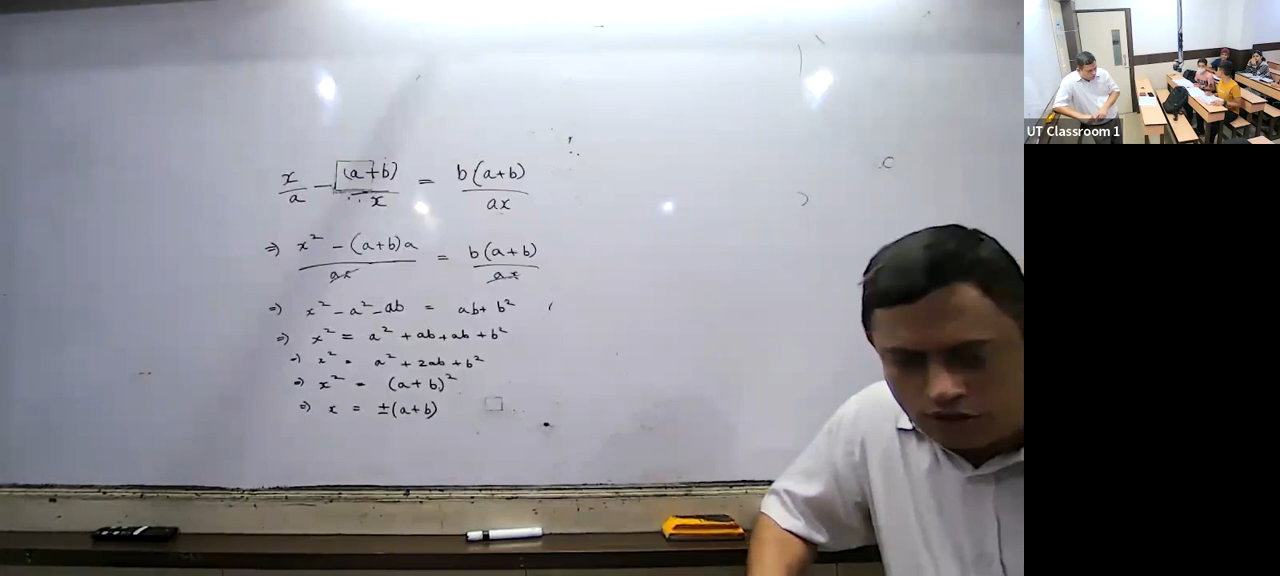 x/a - (a+b)/x = b(a+b)/ax
⇒ x² - (a+b)a / ax = b(a+b)/ax
⇒ x² - a² - ab = ab + b²
⇒ x² = a² + ab + ab + b²
⇒ x² = a² + 2ab + b²
⇒ x² = (a+b)²
⇒ x = ±(a+b)
UT Classroom 1